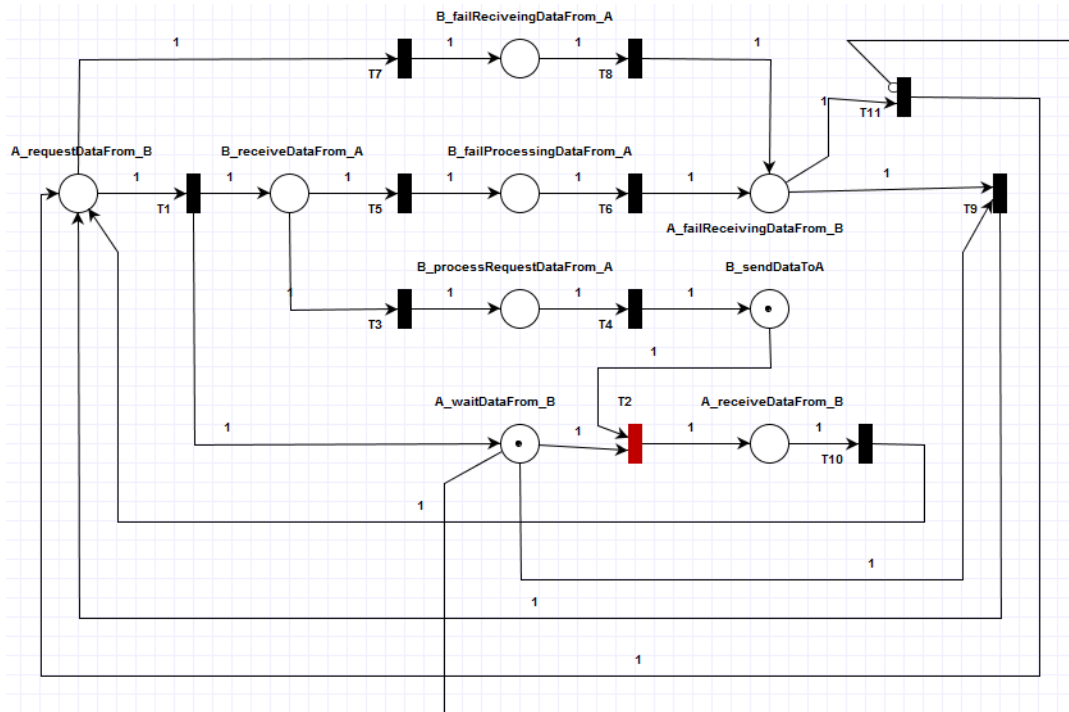 B_failReciveingDataFrom_A
1
1
1
1
T7
T8
1
T11
A_requestDataFrom_B
B_receiveDataFrom_A
B_failProcessingDataFrom_A
1
1
1
1
1
1
1
T1
T5
T6
T9
A_failReceivingDataFrom_B
B_processRequestDataFrom_A
B_sendDataToA
1
1
1
1
T3
T4
1
A_waitDataFrom_B
T2
A_receiveDataFrom_B
1
1
1
1
T10
1
1
1
1